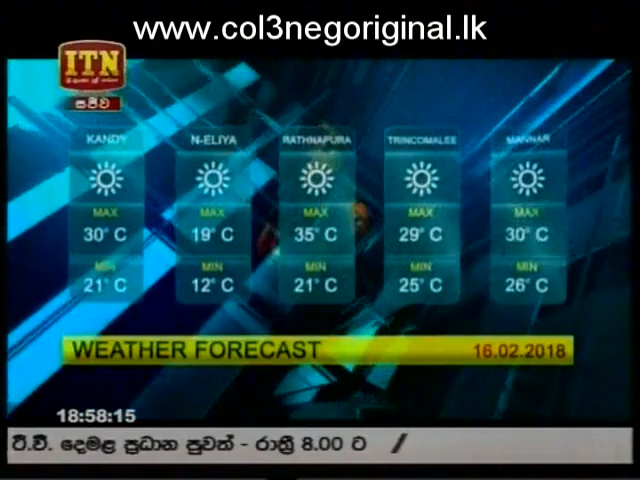 www.col3negoriginal.lk
ITN
සජීව
KANDY N-ELIYA RATHNAPURA TRINCOMALEE MANNAR
MAX MAX MAX MAX MAX
30° C 19° C 35° C 29° C 30° C
MIN MIN MIN MIN MIN
21° C 12° C 21° C 25° C 26° C
WEATHER FORECAST 16.02.2018
18:58:15
ටී.වී. දෙමළ ප්‍රධාන පුවත් - රාත්‍රී 8.00 ට